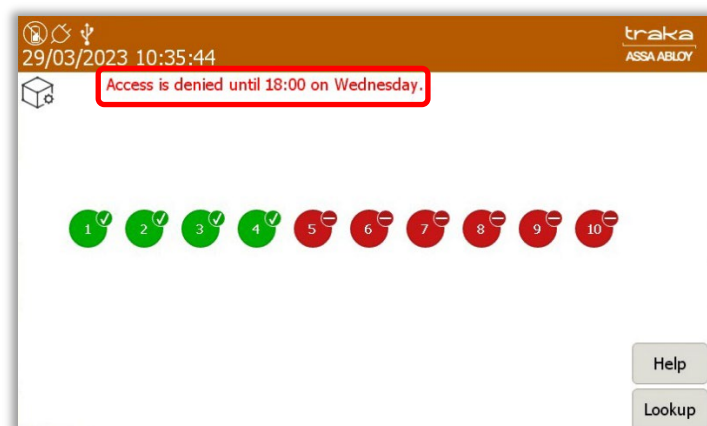 traka
29/03/2023 10:35:44
ASSA ABLOY
Access is denied until 18:00 on Wednesday.
1 2 3 4 5 6 7 8 9 10
Help
Lookup